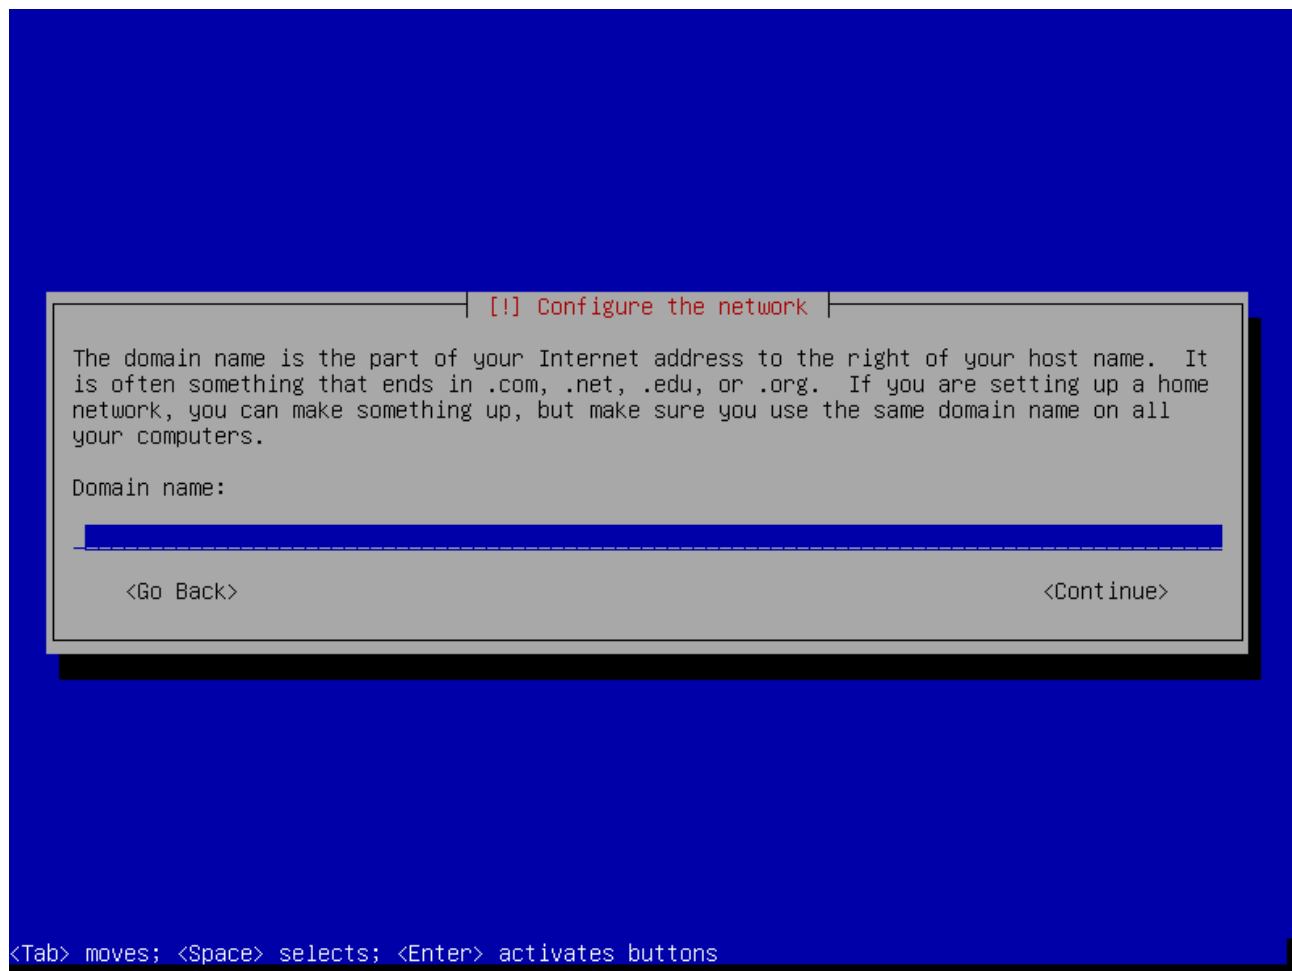 [!] Configure the network
The domain name is the part of your Internet address to the right of your host name.  It
is often something that ends in .com, .net, .edu, or .org.  If you are setting up a home
network, you can make something up, but make sure you use the same domain name on all
your computers.
Domain name:
<Go Back> <Continue>
<Tab> moves; <Space> selects; <Enter> activates buttons